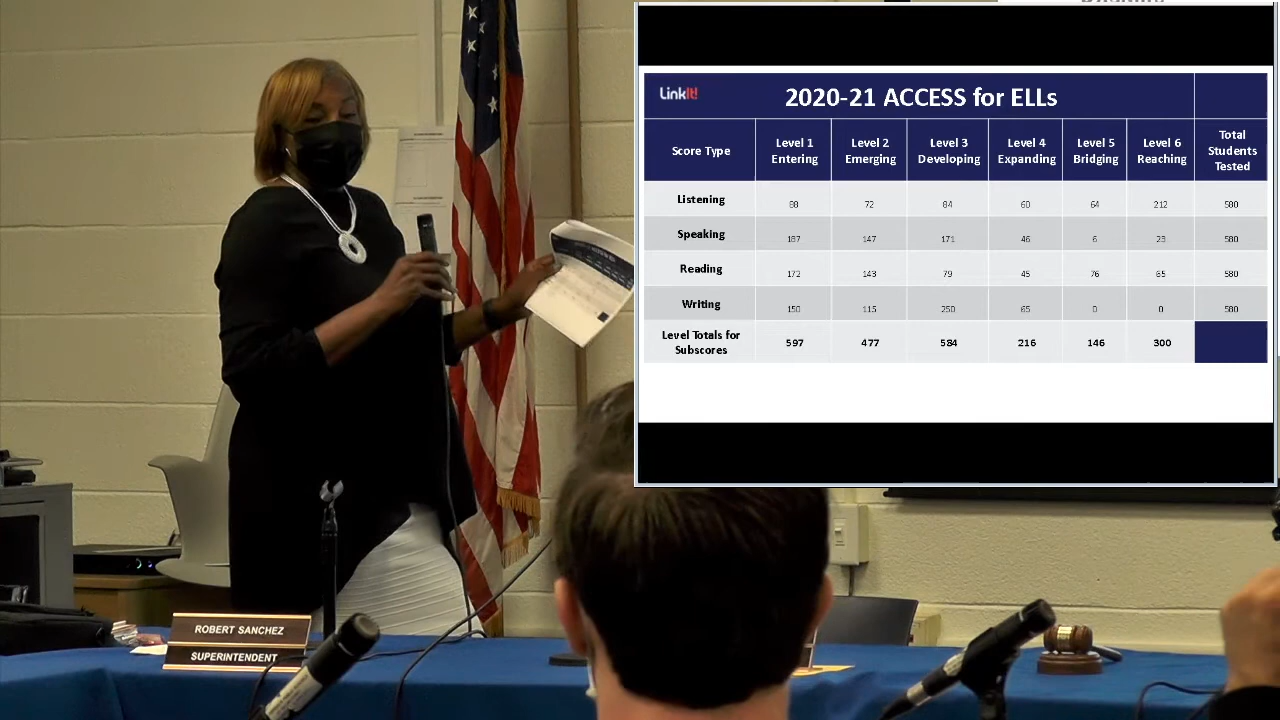 LinkIt!
2020-21 ACCESS for ELLs
Score Type
Level 1
Entering
Level 2
Emerging
Level 3
Developing
Level 4
Expanding
Level 5
Bridging
Level 6
Reaching
Total
Students
Tested
Listening 88 72 84 60 64 212 580
Speaking 187 147 171 46 6 23 580
Reading 172 143 79 45 76 65 580
Writing 150 115 250 65 0 0 580
Level Totals for
Subscores
597 477 584 216 146 300
ROBERT SANCHEZ
SUPERINTENDENT